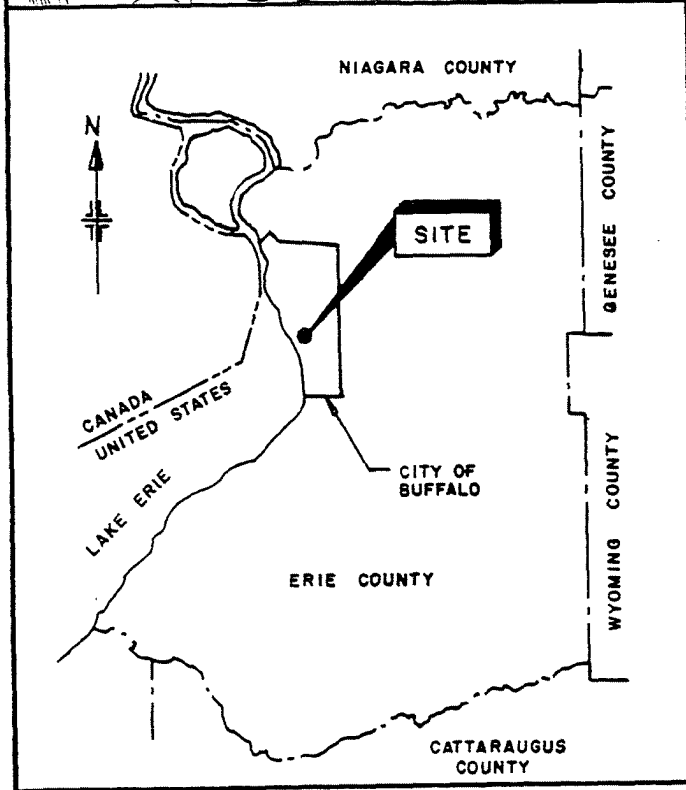 NIAGARA COUNTY
N
SITE
GENESEE COUNTY
CANADA
UNITED STATES
CITY OF
BUFFALO
LAKE ERIE
WYOMING COUNTY
ERIE COUNTY
CATTARAUGUS
COUNTY